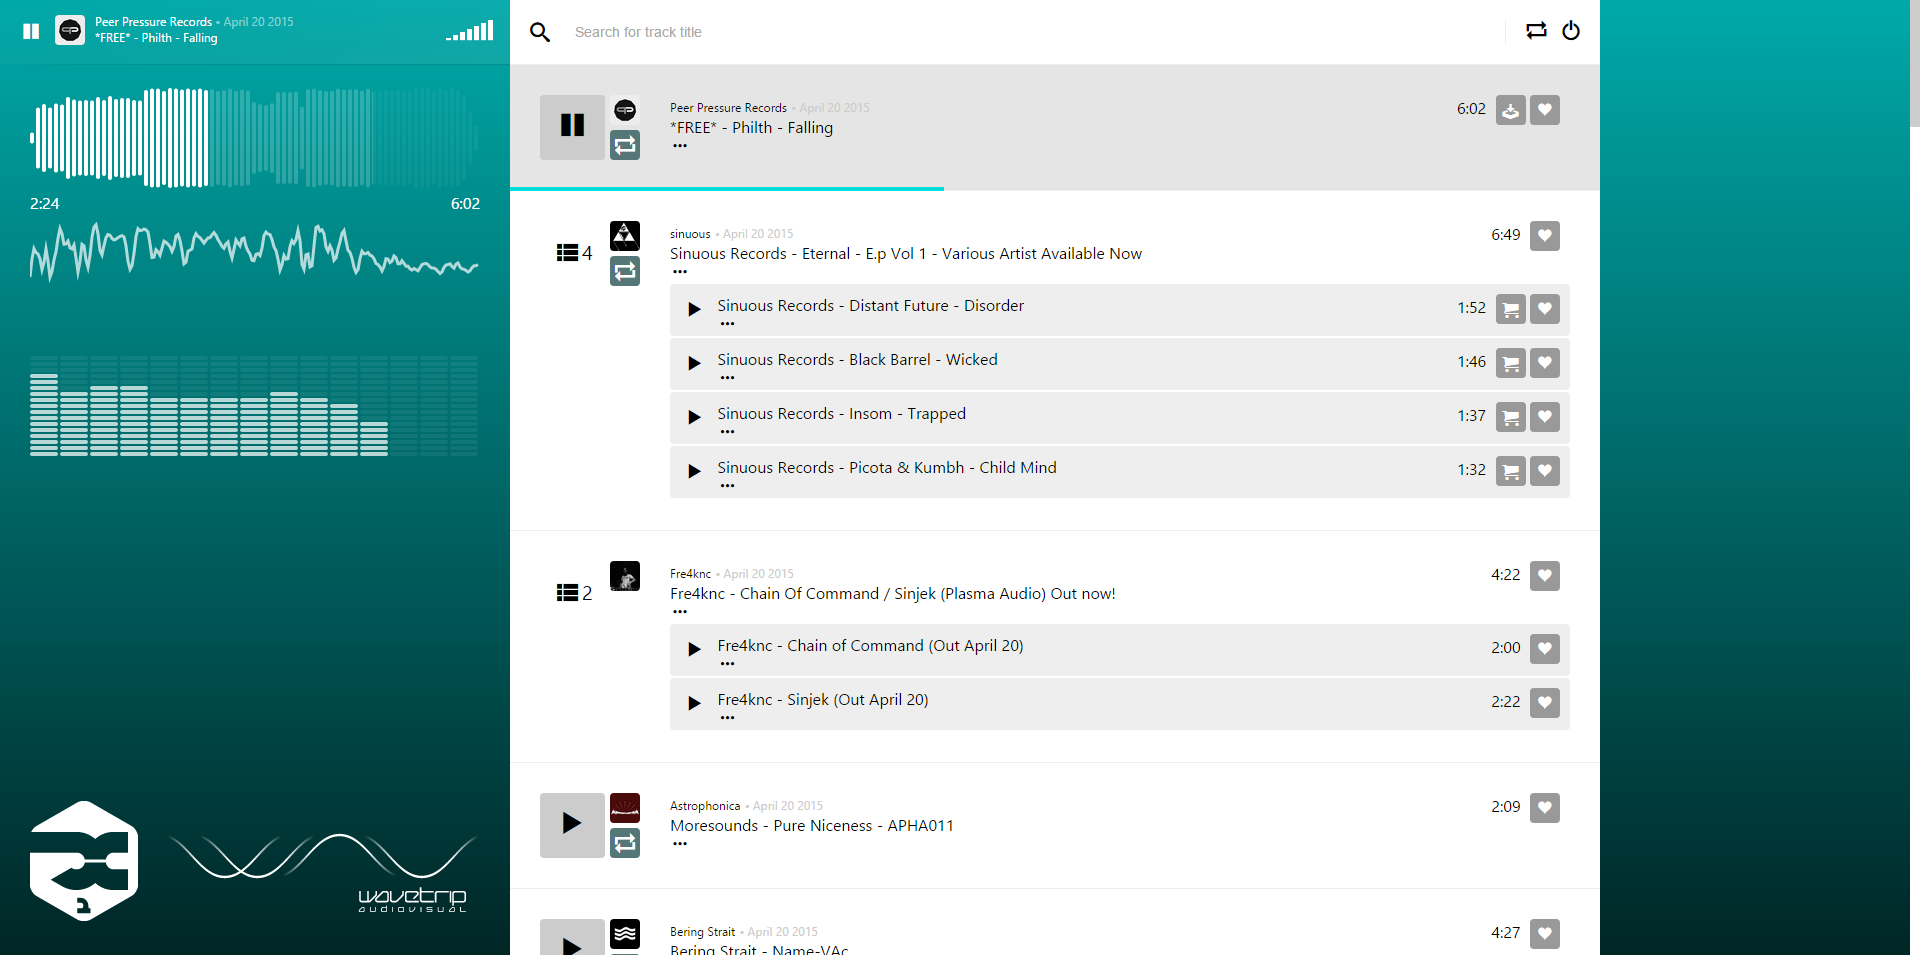 Peer Pressure Records • April 20 2015
*FREE* - Philth - Falling
2:24
6:02
wavetrip
audiovisual
Search for track title
Peer Pressure Records • April 20 2015
6:02
*FREE* - Philth - Falling
4
sinuous • April 20 2015
6:49
Sinuous Records - Eternal - E.p Vol 1 - Various Artist Available Now
Sinuous Records - Distant Future - Disorder
1:52
Sinuous Records - Black Barrel - Wicked
1:46
Sinuous Records - Insom - Trapped
1:37
Sinuous Records - Picota & Kumbh - Child Mind
1:32
2
Fre4knc • April 20 2015
4:22
Fre4knc - Chain Of Command / Sinjek (Plasma Audio) Out now!
Fre4knc - Chain of Command (Out April 20)
2:00
Fre4knc - Sinjek (Out April 20)
2:22
Astrophonica • April 20 2015
2:09
Moresounds - Pure Niceness - APHA011
Bering Strait • April 20 2015
4:27
Bering Strait - Name-VAc